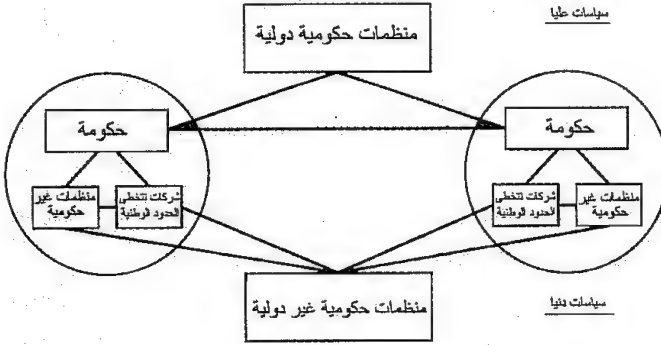 سياسات عليا
منظمات حكومية دولية
حكومة
حكومة
شركات تتخطى
الحدود الوطنية
منظمات غير
حكومية
شركات تتخطى
الحدود الوطنية
منظمات غير
حكومية
منظمات حكومية غير دولية
سياسات دنيا